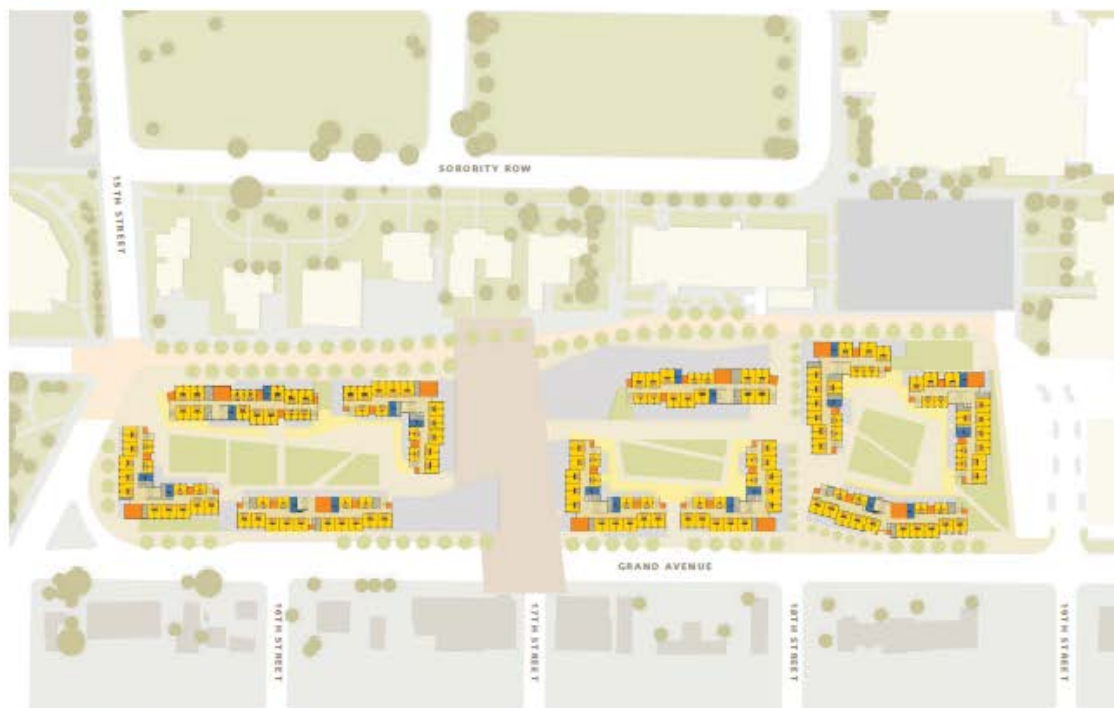 SORORITY ROW
15TH STREET
GRAND AVENUE
16TH STREET
17TH STREET
18TH STREET
19TH STREET